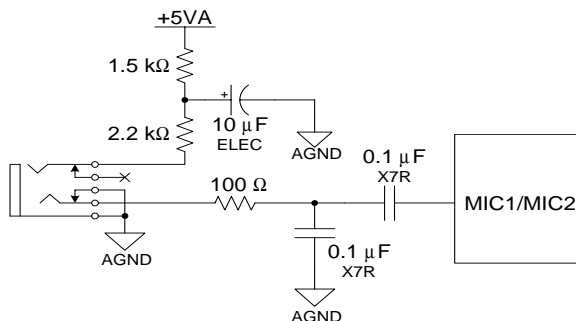 +5VA
1.5 kΩ
2.2 kΩ
+
10 μF
ELEC
AGND
0.1 μF
X7R
100 Ω
MIC1/MIC2
0.1 μF
X7R
AGND
AGND